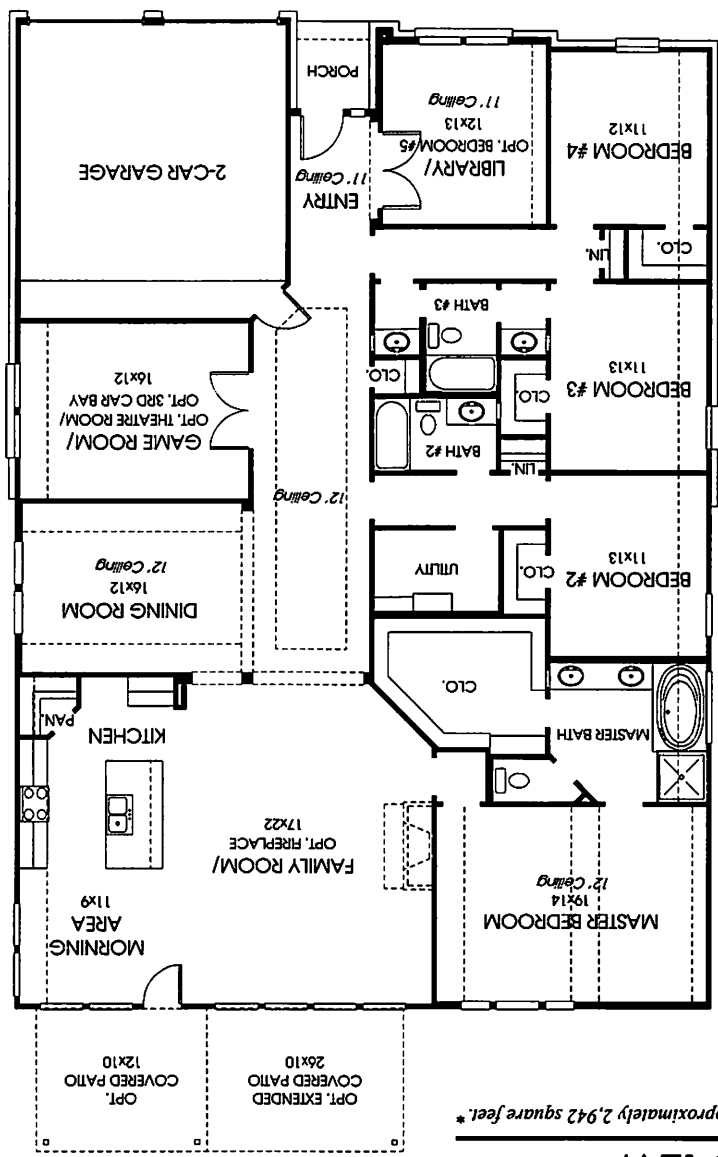 pproximately 2,942 square feet.*
OPT. EXTENDED
COVERED PATIO
26x10
OPT.
COVERED PATIO
12x10
MASTER BEDROOM
19x14
12' Ceiling
FAMILY ROOM/
OPT. FIREPLACE
17x22
MORNING
AREA
11x9
MASTER BATH
CLO.
KITCHEN
PAN.
BEDROOM #2
11x13
CLO.
UTILITY
DINING ROOM
16x12
12' Ceiling
LIN.
BATH #2
12' Ceiling
GAME ROOM/
OPT. THEATRE ROOM/
OPT. 3RD CAR BAY
16x12
BEDROOM #3
11x13
CLO.
CLO.
BATH #3
CLO.
LIN.
ENTRY
11' Ceiling
2-CAR GARAGE
BEDROOM #4
11x12
LIBRARY/
OPT. BEDROOM #5
12x13
11' Ceiling
PORCH